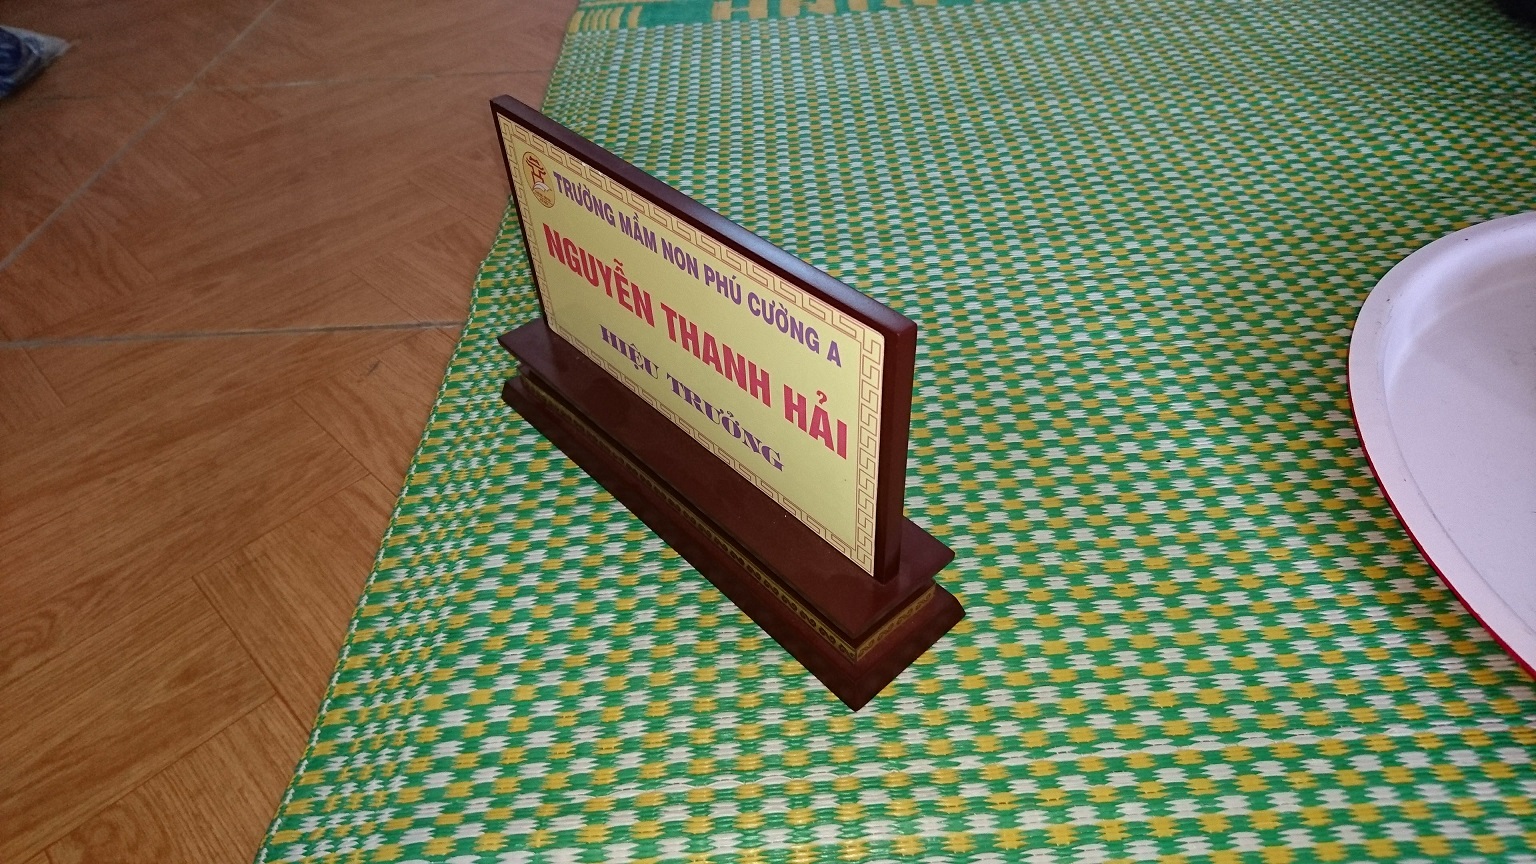 TRƯỜNG MẦM NON PHÚ CƯỜNG A
NGUYỄN THANH HẢI
HIỆU TRƯỞNG